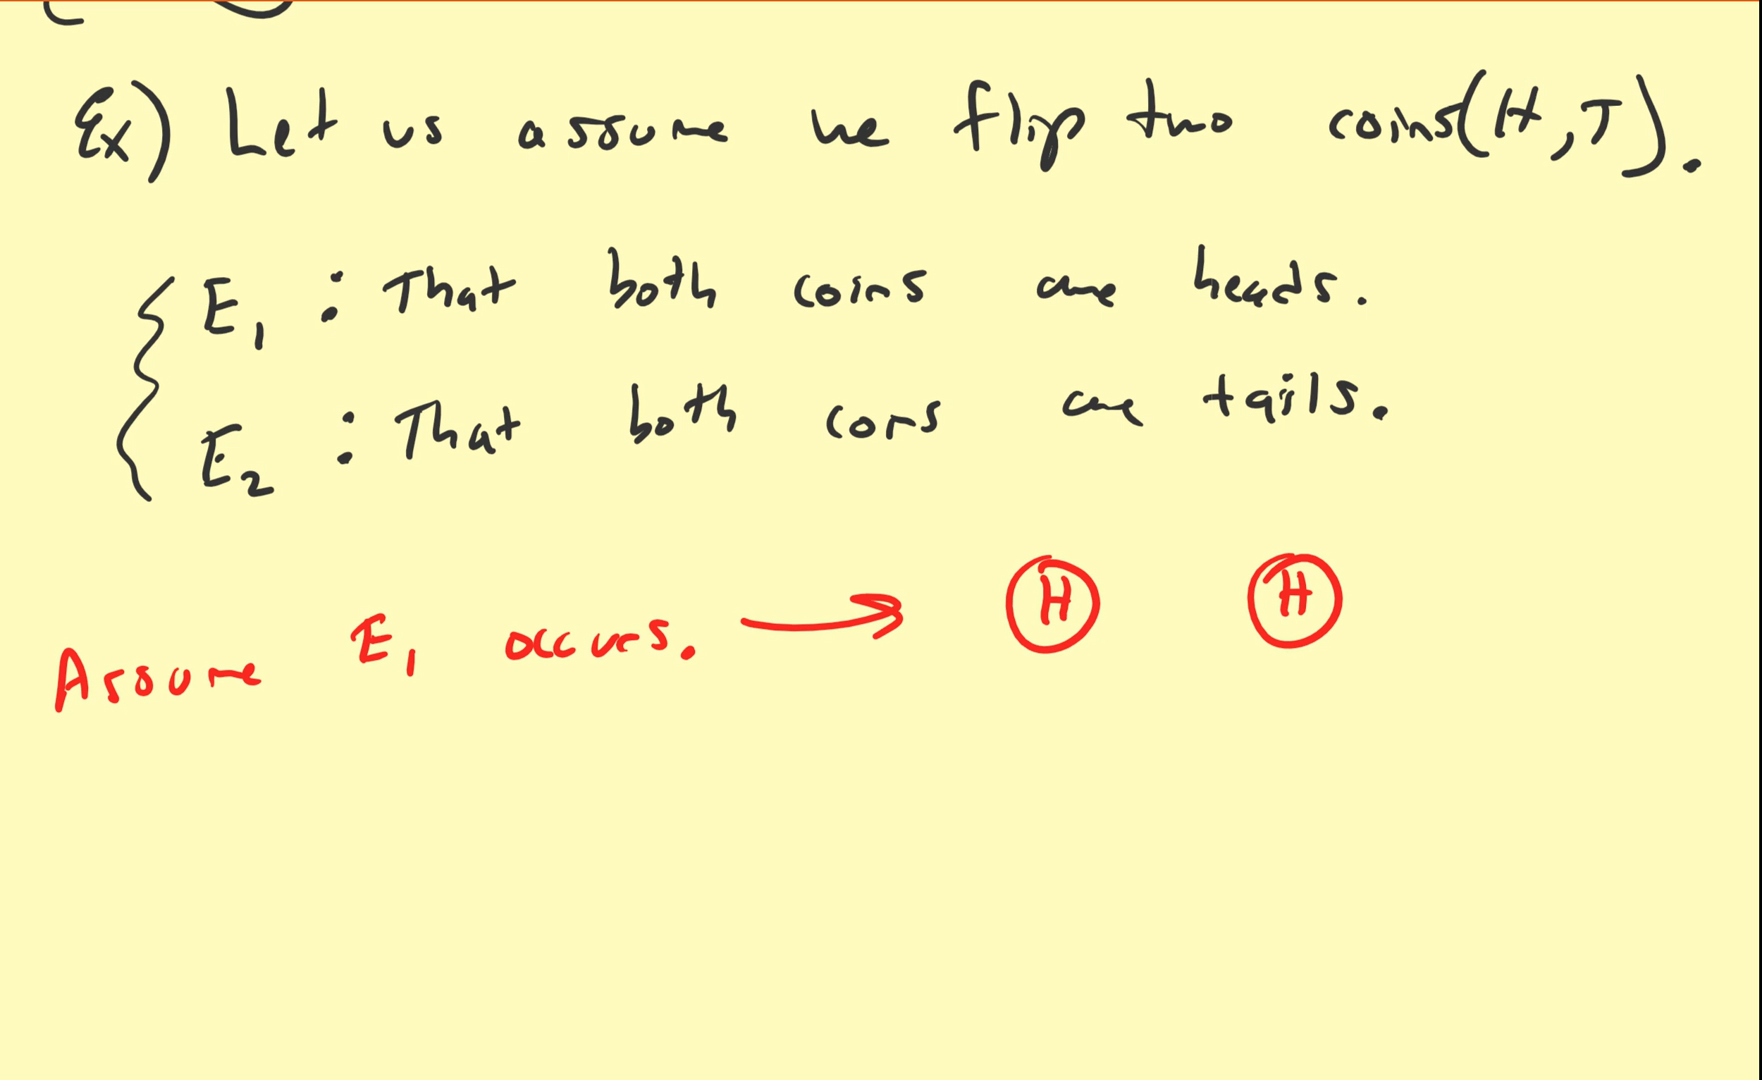 Ex) Let us assume we flip two coins(H,T).
E₁ : That both coins are heads.
E₂ : That both cons are tails.
Assume E₁ occurs. → H H